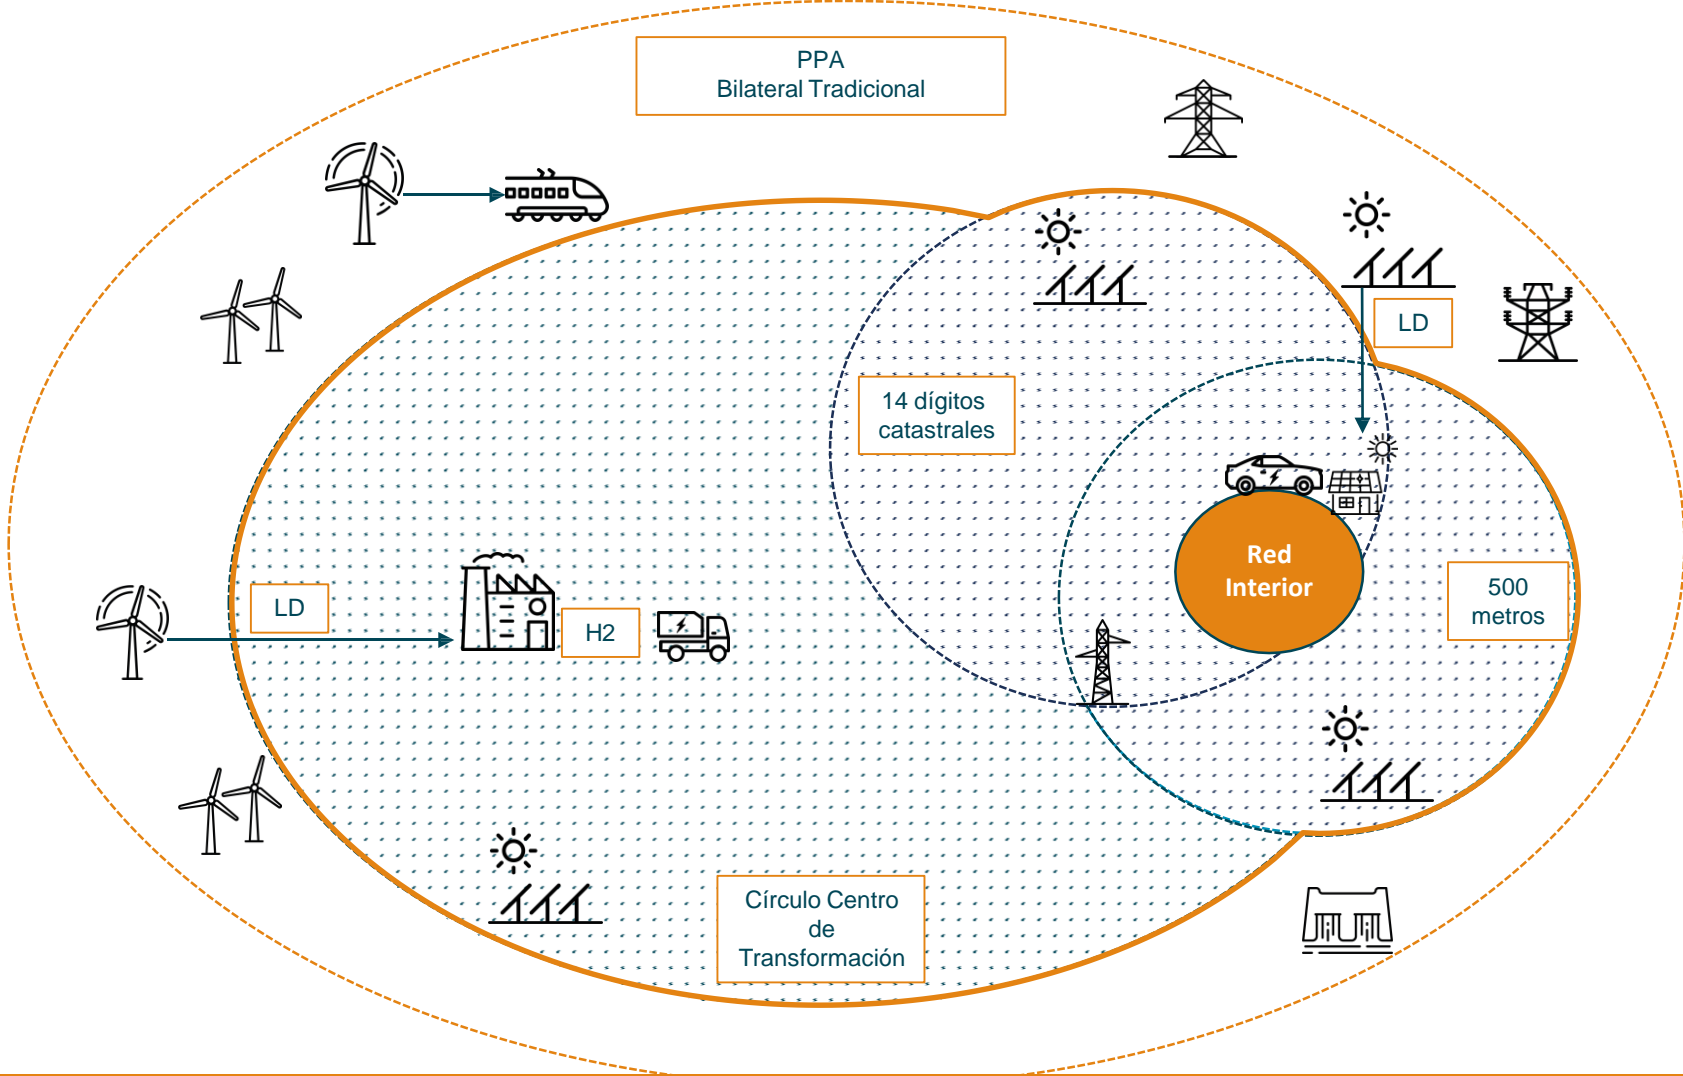 PPA
Bilateral Tradicional
LD
14 dígitos
catastrales
Red
Interior
500
metros
LD
H2
Círculo Centro
de
Transformación